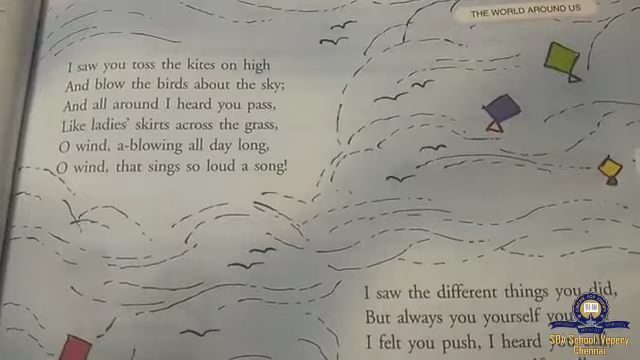 THE WORLD AROUND US
I saw you toss the kites on high
And blow the birds about the sky;
And all around I heard you pass,
Like ladies' skirts across the grass,
O wind, a-blowing all day long,
O wind, that sings so loud a song!
I saw the different things you did,
But always you yourself you
I felt you push, I heard
SDA School, Vepery
Chennai